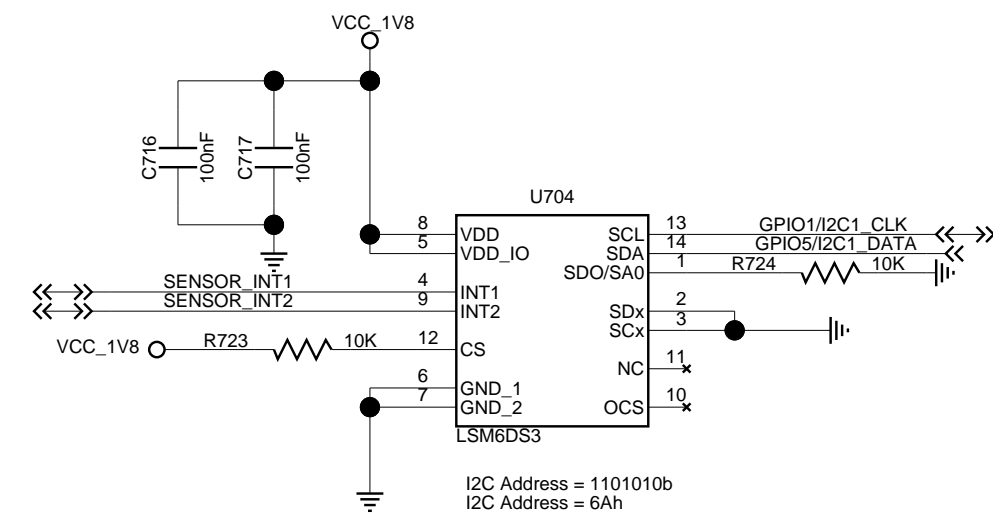 VCC_1V8
C716
100nF
C717
100nF
U704
8
VDD
5
VDD_IO
4
INT1
9
INT2
12
CS
6
GND_1
7
GND_2
SCL
13
GPIO1/I2C1_CLK
SDA
14
GPIO5/I2C1_DATA
SDO/SA0
1
R724
10K
SDx
2
SCx
3
NC
11
OCS
10
SENSOR_INT1
SENSOR_INT2
VCC_1V8
R723
10K
LSM6DS3
I2C Address = 1101010b
I2C Address = 6Ah